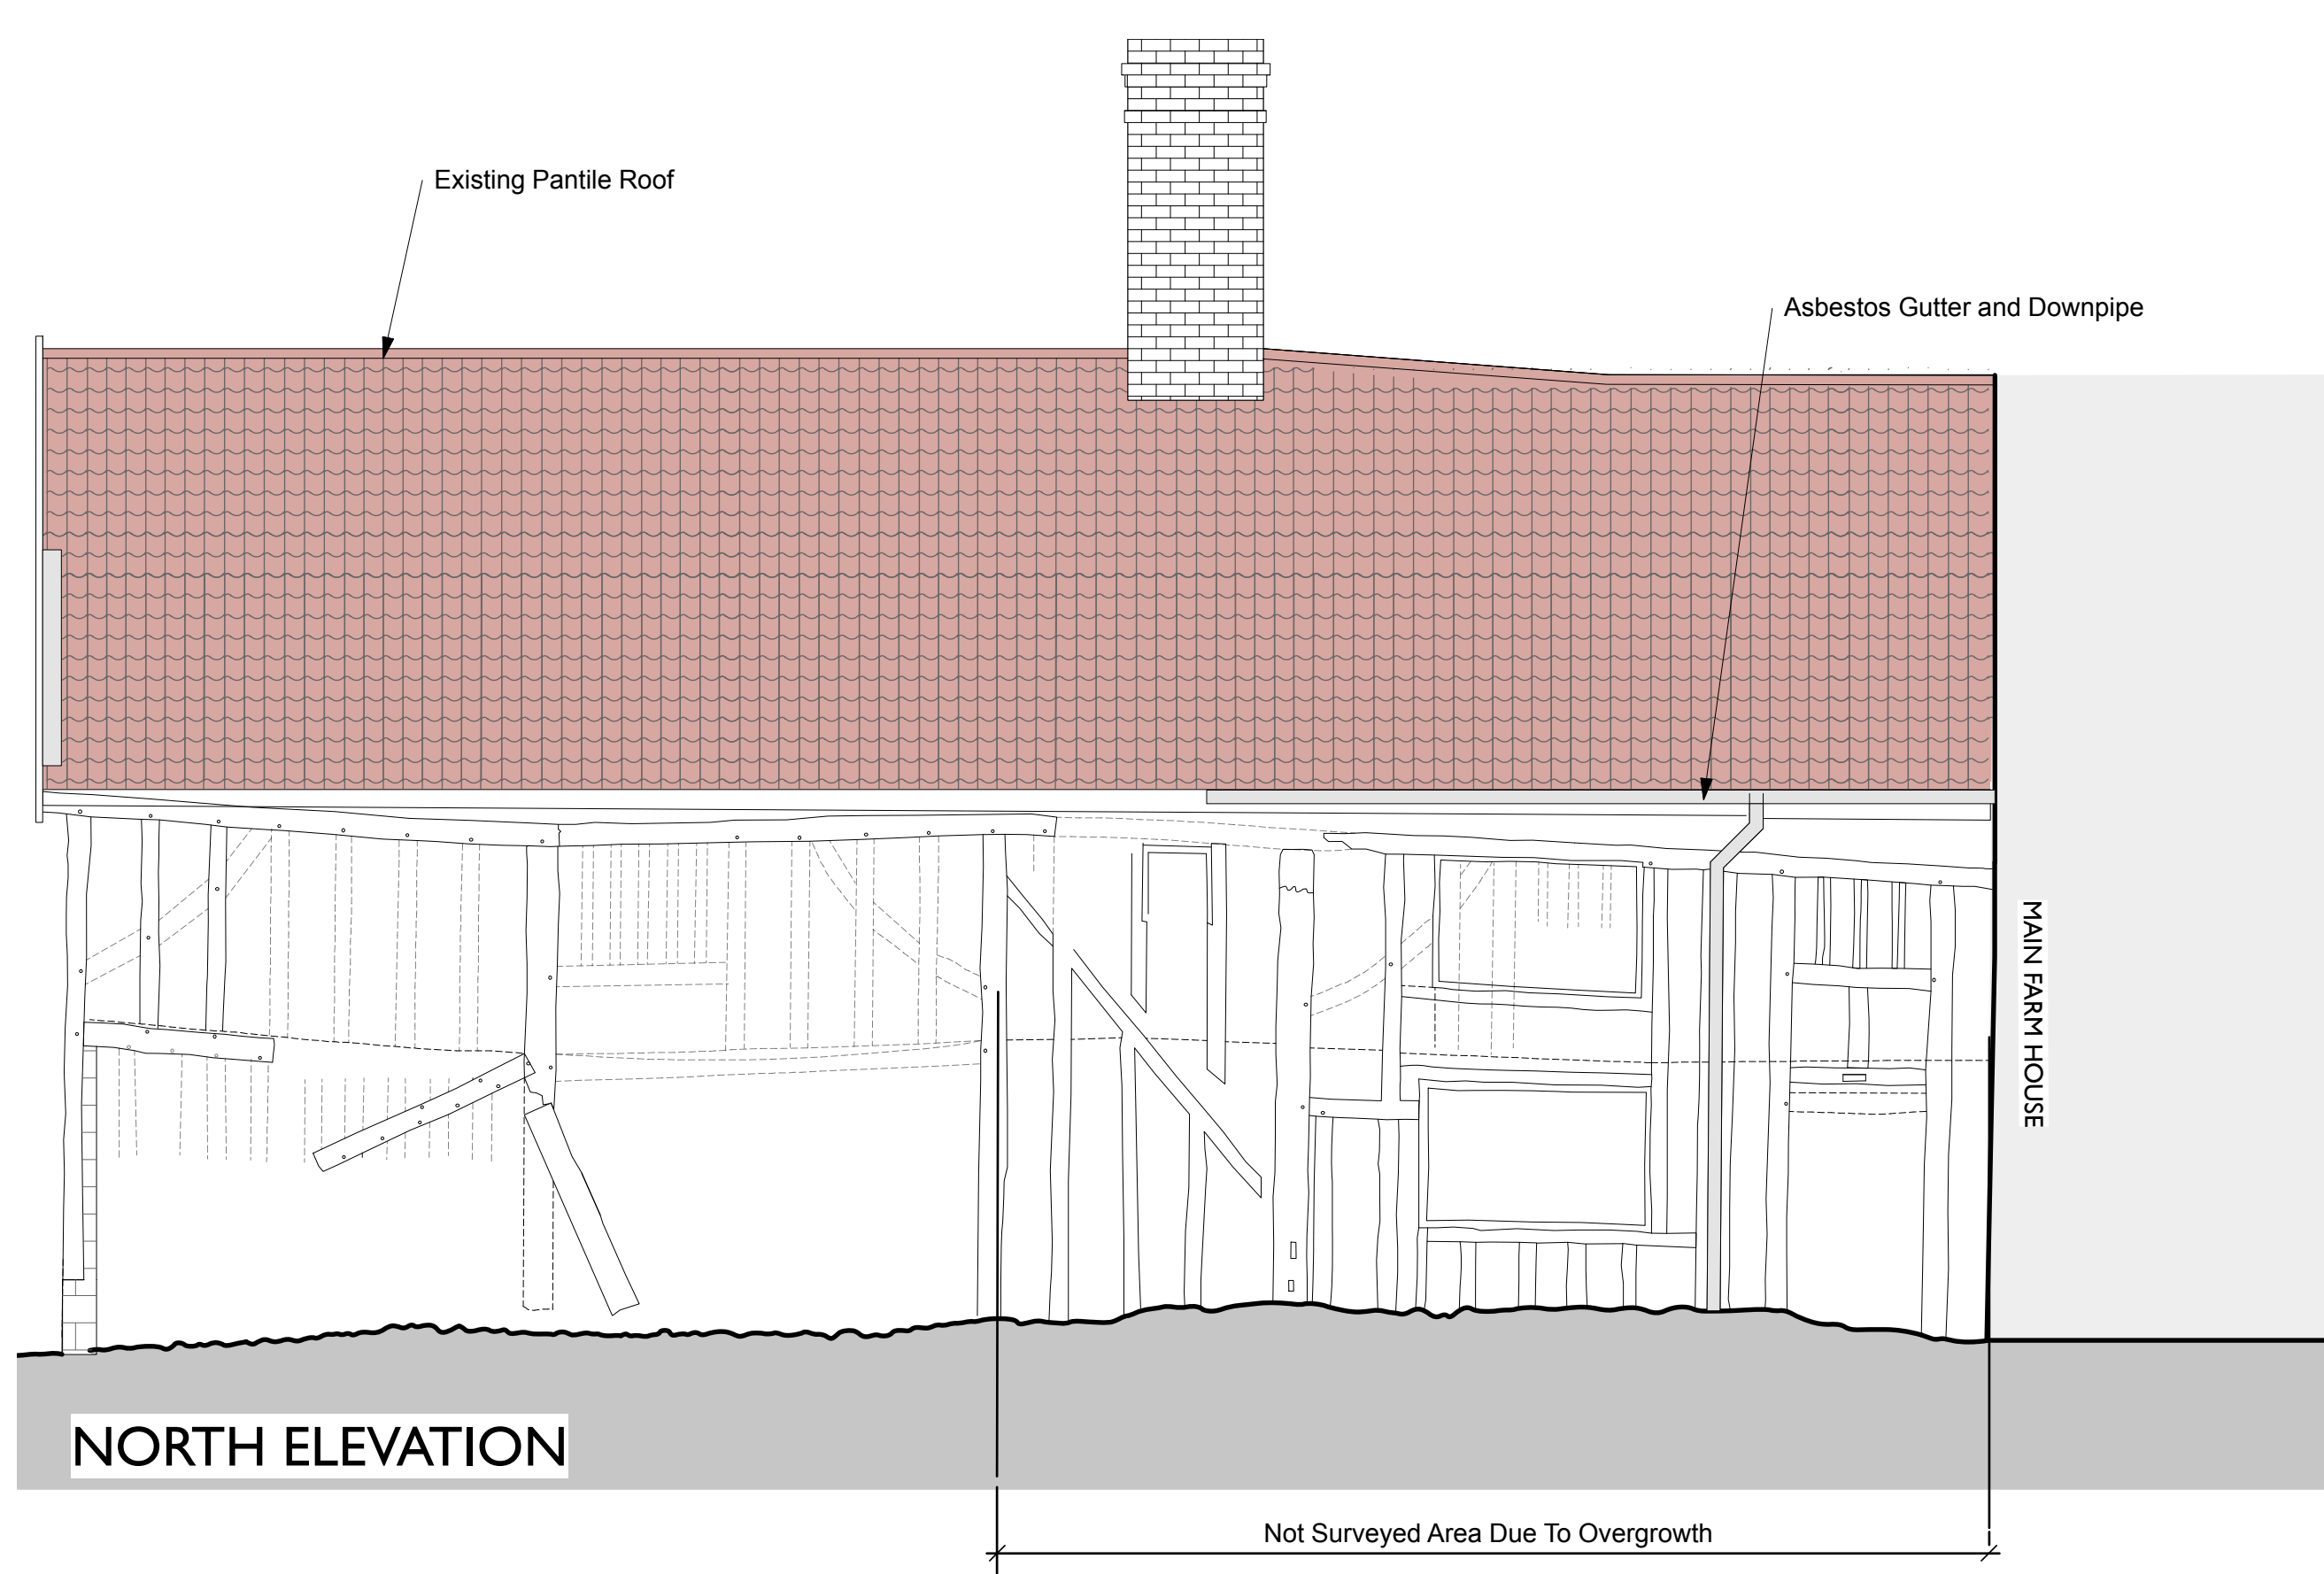 Existing Pantile Roof
Asbestos Gutter and Downpipe
MAIN FARM HOUSE
NORTH ELEVATION
Not Surveyed Area Due To Overgrowth